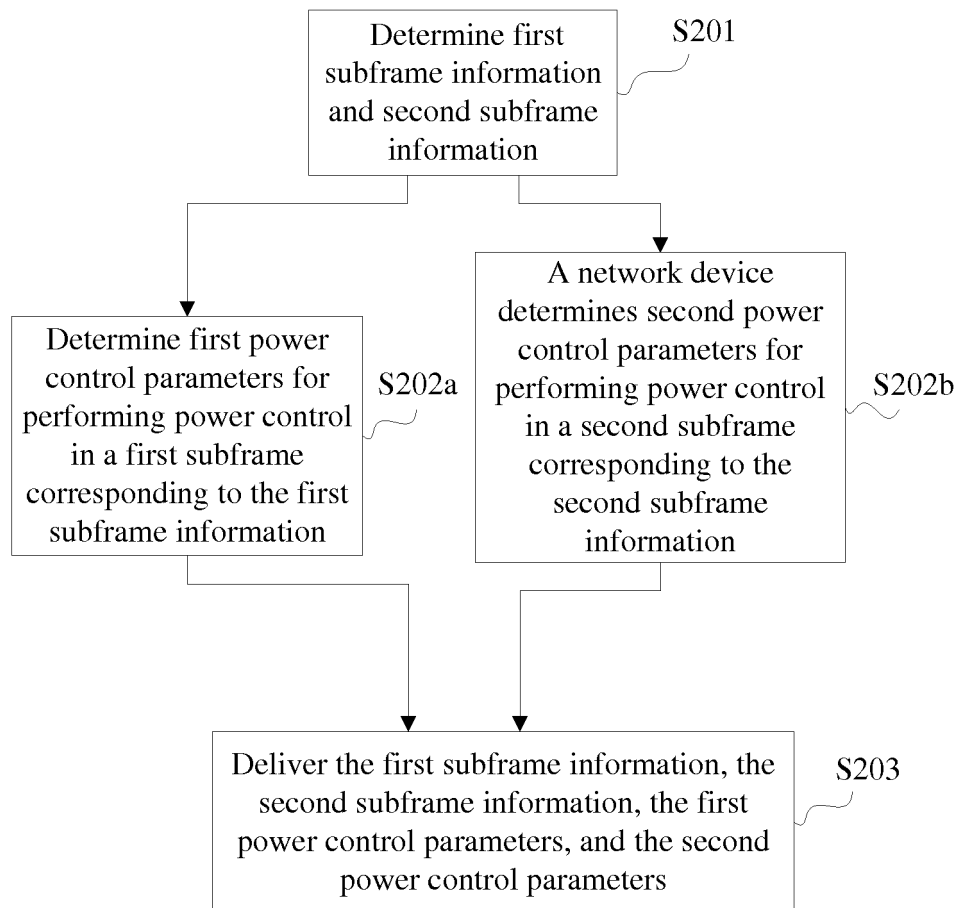 Determine first
subframe information
and second subframe
information
S201
Determine first power
control parameters for
performing power control
in a first subframe
corresponding to the first
subframe information
S202a
A network device
determines second power
control parameters for
performing power control
in a second subframe
corresponding to the
second subframe
information
S202b
Deliver the first subframe information, the
second subframe information, the first
power control parameters, and the second
power control parameters
S203